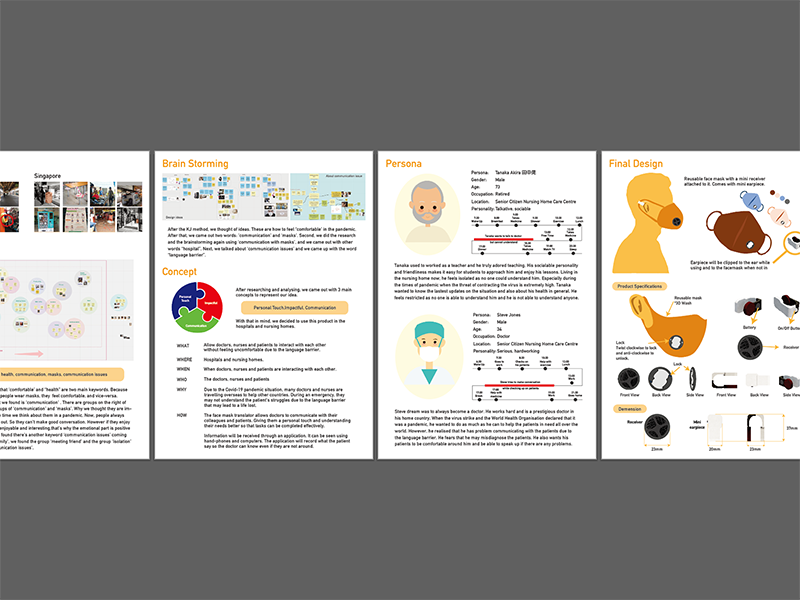 Singapore
health, communication, masks, communication issues
that 'comfortable' and 'health' are two main keywords. Because
people wear masks, they feel comfortable, and vice-versa.
we found is 'communication'. There are groups on the right of
ups of 'communication' and 'masks'. Why we thought they are im-
time we think about them in a pandemic. Now, people always
out. So they can't make good conversation. However if they enjoy
enjoyable and interesting,that's why the emotional part is positive
found there's another keyword 'communication issues' coming
nily', we found the group 'meeting friend' and the group 'isolation'
unication issues'.
Brain Storming
After the KJ method, we thought of ideas. These are how to feel 'comfortable' in the pandemic.
After that, we came out two words: 'communication' and 'masks'. Second, we did the research
and the brainstorming again using 'communication with masks', and we came out with other
words "hospital". Next, we talked about 'communication issues' and we came up with the word
"language barrier".
Concept
Personal Touch
Impactful
Communication
After researching and analysing, we came out with 3 main
concepts to represent our idea.
Personal Touch,Impactful, Communication
With that in mind, we decided to use this product in the
hospitals and nursing homes.
WHAT Allow doctors, nurses and patients to interact with each other
without feeling uncomfortable due to the language barrier.
WHERE Hospitals and nursing homes.
WHEN When doctors, nurses and patients are interacting with each other.
WHO The doctors, nurses and patients
WHY Due to the Covid-19 pandemic situation, many doctors and nurses are
travelling overseas to help other countries. During an emergency, they
may not understand the patient's struggles due to the language barrier
that may lead to a life lost.
HOW The face mask translator allows doctors to communicate with their
colleagues and patients. Giving them a personal touch and understanding
their needs better so that tasks can be completed effectively.
Information will be received through an application. It can be seen using
hand-phones and computers. The application will record what the patient
say so the doctor can know even if they are not around.
Persona
Persona: Tanaka Akira
Gender: Male
Age: 73
Occupation: Retired
Location: Senior Citizen Nursing Home Care Centre
Personality: Talkative, sociable
Tanaka used to worked as a teacher and he truly adored teaching. His socialable personality
and friendliness makes it easy for students to approach him and enjoy his lessons. Living in
the nursing home now, he feels isolated as no one could understand him. Especially during
the times of pandemic when the threat of contracting the virus is extremely high. Tanaka
wanted to know the lastest updates on the situation and also about his health in general. He
feels restricted as no one is able to understand him and he is not able to understand anyone.
Persona: Steve Jones
Gender: Male
Age: 36
Occupation: Doctor
Location: Senior Citizen Nursing Home Care Centre
Personality: Serious, hardworking
Steve dream was to always become a doctor. He works hard and is a prestigious doctor in
his home country. When the virus strike and the World Health Organisation declared that it
was a pandemic, he wanted to do as much as he can to help the patients in need all over the
world. However, he realised that he has problem communicating with the patients due to
the language barrier. He fears that he may misdiagnose the patients. He also wants his
patients to be comfortable around him and be able to speak up if there are any problems.
Final Design
Reusable face mask with a mini receiver
attached to it. Comes with mini earpiece.
Earpiece will be clipped to the ear while
using and to the facemask when not in
Product Specifications
Reusable mask
3D Mask
Lock
Twist clockwise to lock
and anti-clockwise to
unlock.
Battery
On/Off Butto
Receiver
Lock
Front View
Back View
Side View
Front View
Back View
Side
Demension
Receiver
23mm
Mini
earpiece
20mm
23mm
27mm